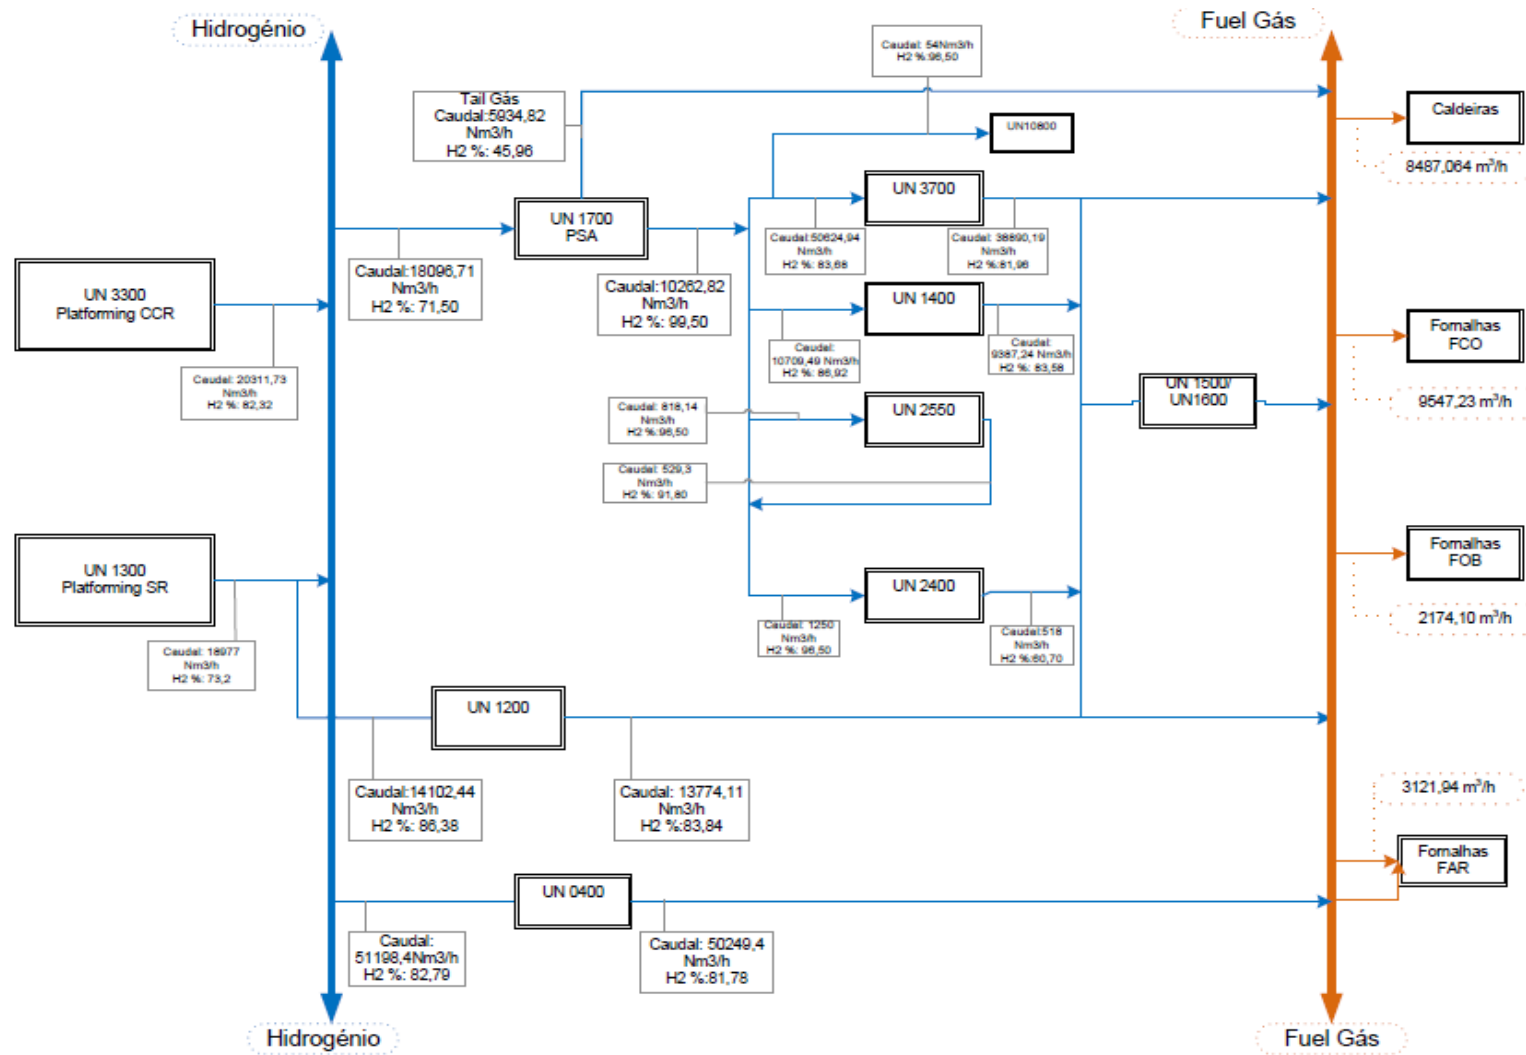 Hidrogénio
Fuel Gás
Caudal: 54Nm3/h
H2 %:96,50
Tail Gás
Caudal:5934,82
Nm3/h
H2 %: 45,96
UN10800
Caldeiras
8487,064 m³/h
UN 3700
UN 1700
PSA
Caudal:50624,94
Nm3/h
H2 %: 83,68
Caudal: 38890,19
Nm3/h
H2 %:81,96
Caudal:18096,71
Nm3/h
H2 %: 71,50
Caudal:10262,82
Nm3/h
H2 %: 99,50
UN 3300
Platforming CCR
UN 1400
Caudal:
10709,49 Nm3/h
H2 %: 86,92
Caudal:
9387,24 Nm3/h
H2 %: 83,58
Fornalhas
FCO
9547,23 m³/h
Caudal: 20311,73
Nm3/h
H2 %: 82,32
UN 1500/
UN1600
Caudal: 818,14
Nm3/h
H2 %:96,50
UN 2550
Caudal: 529,3
Nm3/h
H2 %: 91,80
UN 1300
Platforming SR
Fornalhas
FOB
2174,10 m³/h
UN 2400
Caudal: 1250
Nm3/h
H2 %: 96,50
Caudal:518
Nm3/h
H2 %:60,70
Caudal: 18977
Nm3/h
H2 %: 73,2
UN 1200
Caudal:14102,44
Nm3/h
H2 %: 86,38
Caudal: 13774,11
Nm3/h
H2 %:83,84
3121,94 m³/h
Fornalhas
FAR
UN 0400
Caudal:
51198,4Nm3/h
H2 %: 82,79
Caudal: 50249,4
Nm3/h
H2 %:81,78
Hidrogénio
Fuel Gás